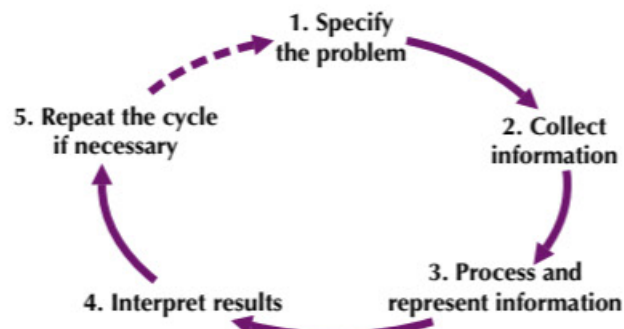 1. Specify
the problem
2. Collect
information
3. Process and
represent information
4. Interpret results
5. Repeat the cycle
if necessary